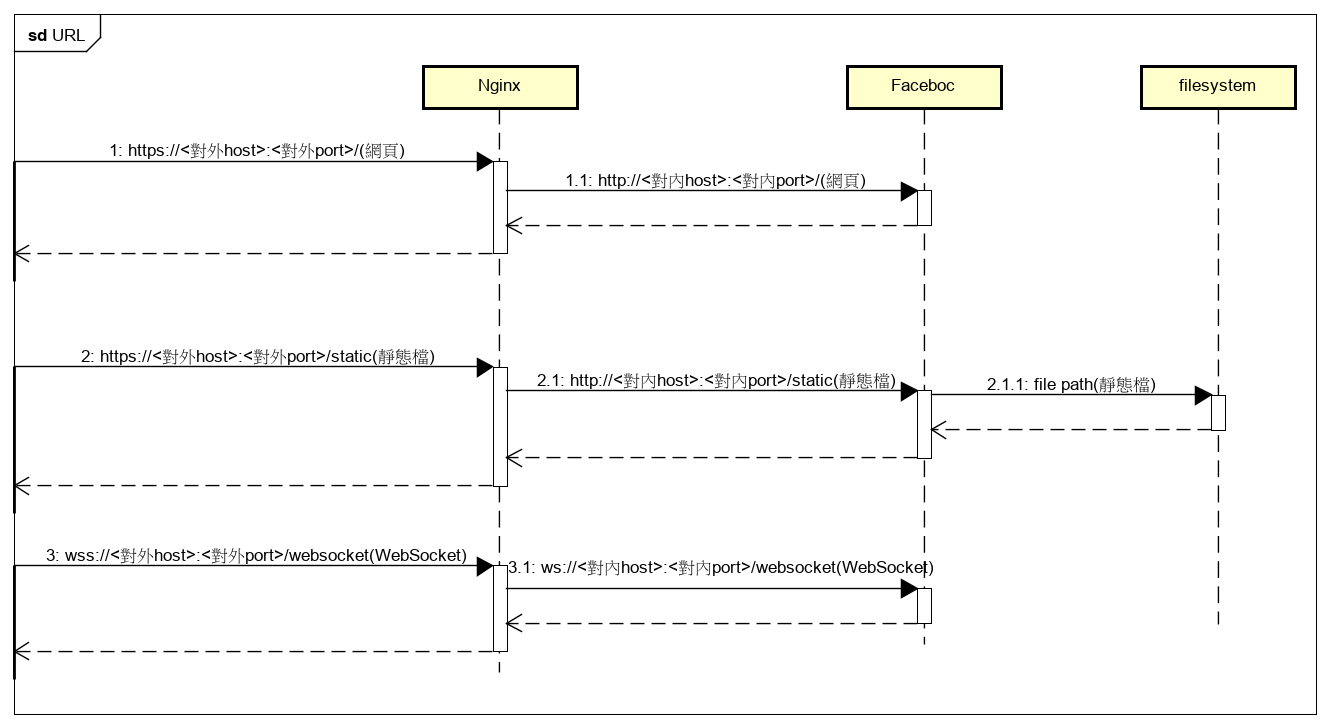 sd URL
Nginx
Faceboc
filesystem
1: https://<對外host>:<對外port>/(網頁)
1.1: http://<對內host>:<對內port>/(網頁)
2: https://<對外host>:<對外port>/static(靜態檔)
2.1: http://<對內host>:<對內port>/static(靜態檔)
2.1.1: file path(靜態檔)
3: wss://<對外host>:<對外port>/websocket(WebSocket)
3.1: ws://<對內host>:<對內port>/websocket(WebSocket)